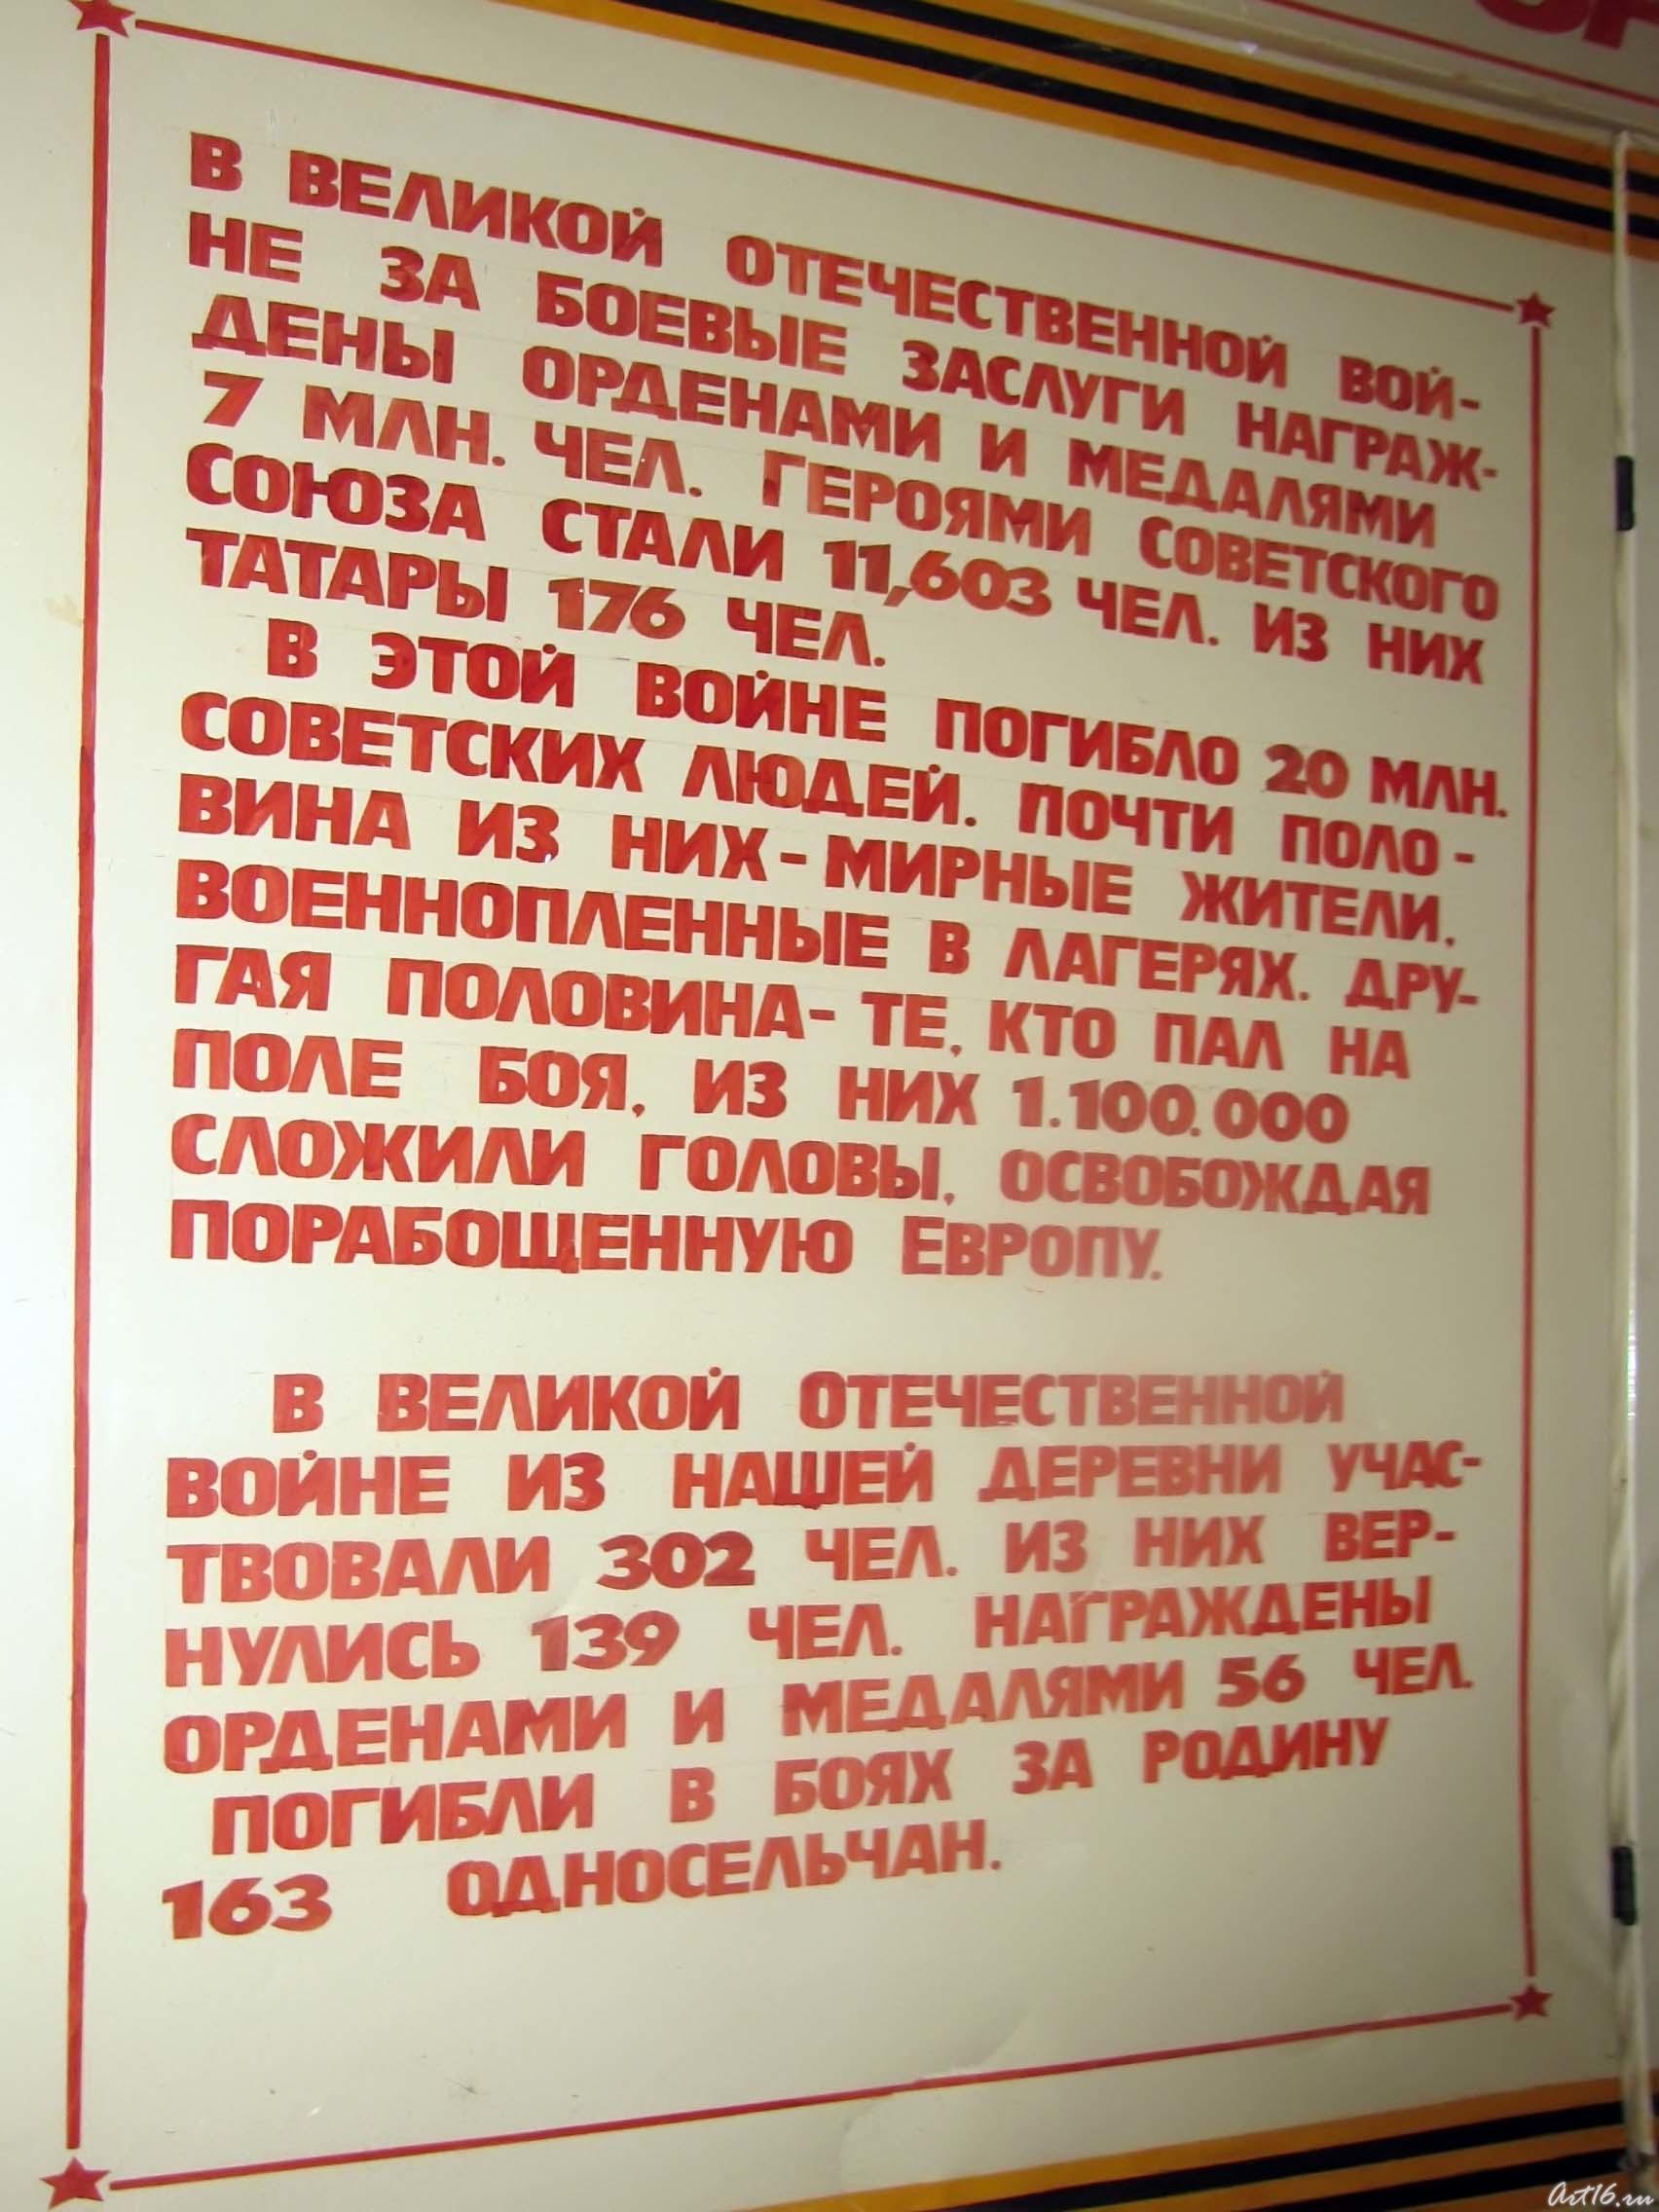 В ВЕЛИКОЙ ОТЕЧЕСТВЕННОЙ ВОЙ-
НЕ ЗА БОЕВЫЕ ЗАСЛУГИ НАГРАЖ-
ДЕНЫ ОРДЕНАМИ И МЕДАЛЯМИ
7 МЛН. ЧЕЛ. ГЕРОЯМИ СОВЕТСКОГО
СОЮЗА СТАЛИ 11,603 ЧЕЛ. ИЗ НИХ
ТАТАРЫ 176 ЧЕЛ.
В ЭТОЙ ВОЙНЕ ПОГИБЛО 20 МЛН.
СОВЕТСКИХ ЛЮДЕЙ. ПОЧТИ ПОЛО-
ВИНА ИЗ НИХ - МИРНЫЕ ЖИТЕЛИ,
ВОЕННОПЛЕННЫЕ В ЛАГЕРЯХ. ДРУ-
ГАЯ ПОЛОВИНА - ТЕ, КТО ПАЛ НА
ПОЛЕ БОЯ, ИЗ НИХ 1.100.000
СЛОЖИЛИ ГОЛОВЫ, ОСВОБОЖДАЯ
ПОРАБОЩЕННУЮ ЕВРОПУ.
В ВЕЛИКОЙ ОТЕЧЕСТВЕННОЙ
ВОЙНЕ ИЗ НАШЕЙ ДЕРЕВНИ УЧАС-
ТВОВАЛИ 302 ЧЕЛ. ИЗ НИХ ВЕР-
НУЛИСЬ 139 ЧЕЛ. НАГРАЖДЕНЫ
ОРДЕНАМИ И МЕДАЛЯМИ 56 ЧЕЛ.
ПОГИБЛИ В БОЯХ ЗА РОДИНУ
163 ОДНОСЕЛЬЧАН.
Art16.ru